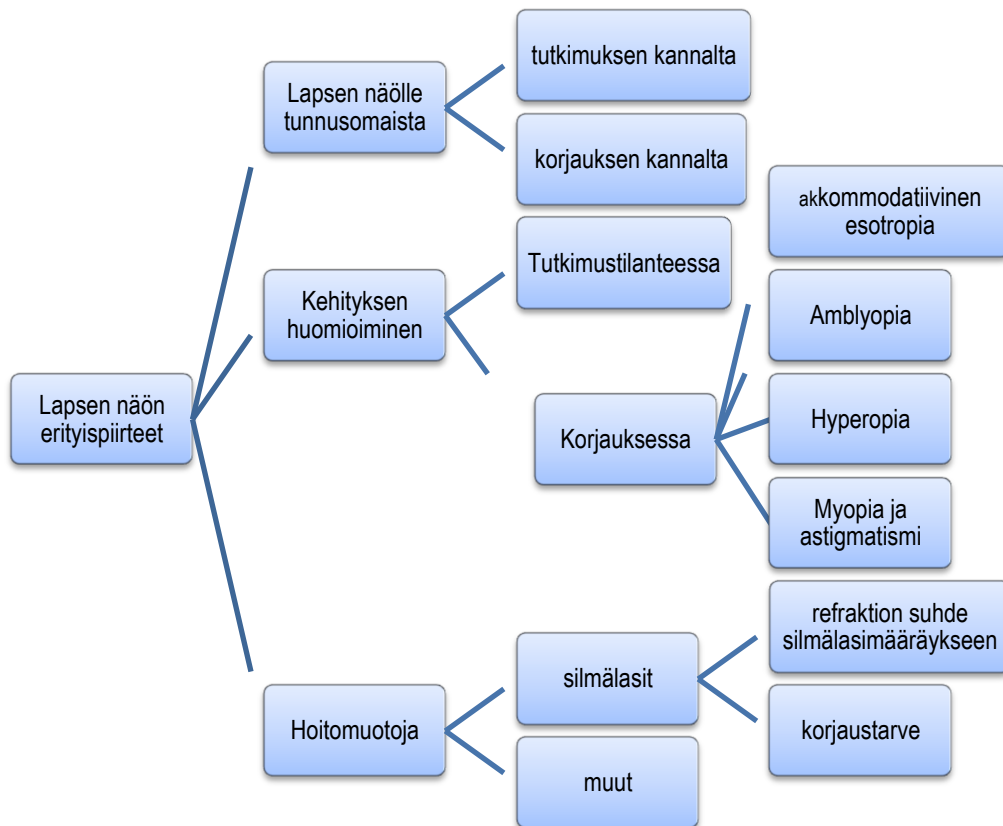 Lapsen näön
erityispiirteet
Lapsen näölle
tunnusomaista
tutkimuksen kannalta
korjauksen kannalta
Kehityksen
huomioiminen
Tutkimustilanteessa
Korjauksessa
akkommodatiivinen
esotropia
Amblyopia
Hyperopia
Myopia ja
astigmatismi
Hoitomuotoja
silmälasit
refraktion suhde
silmälasimääräykseen
korjaustarve
muut